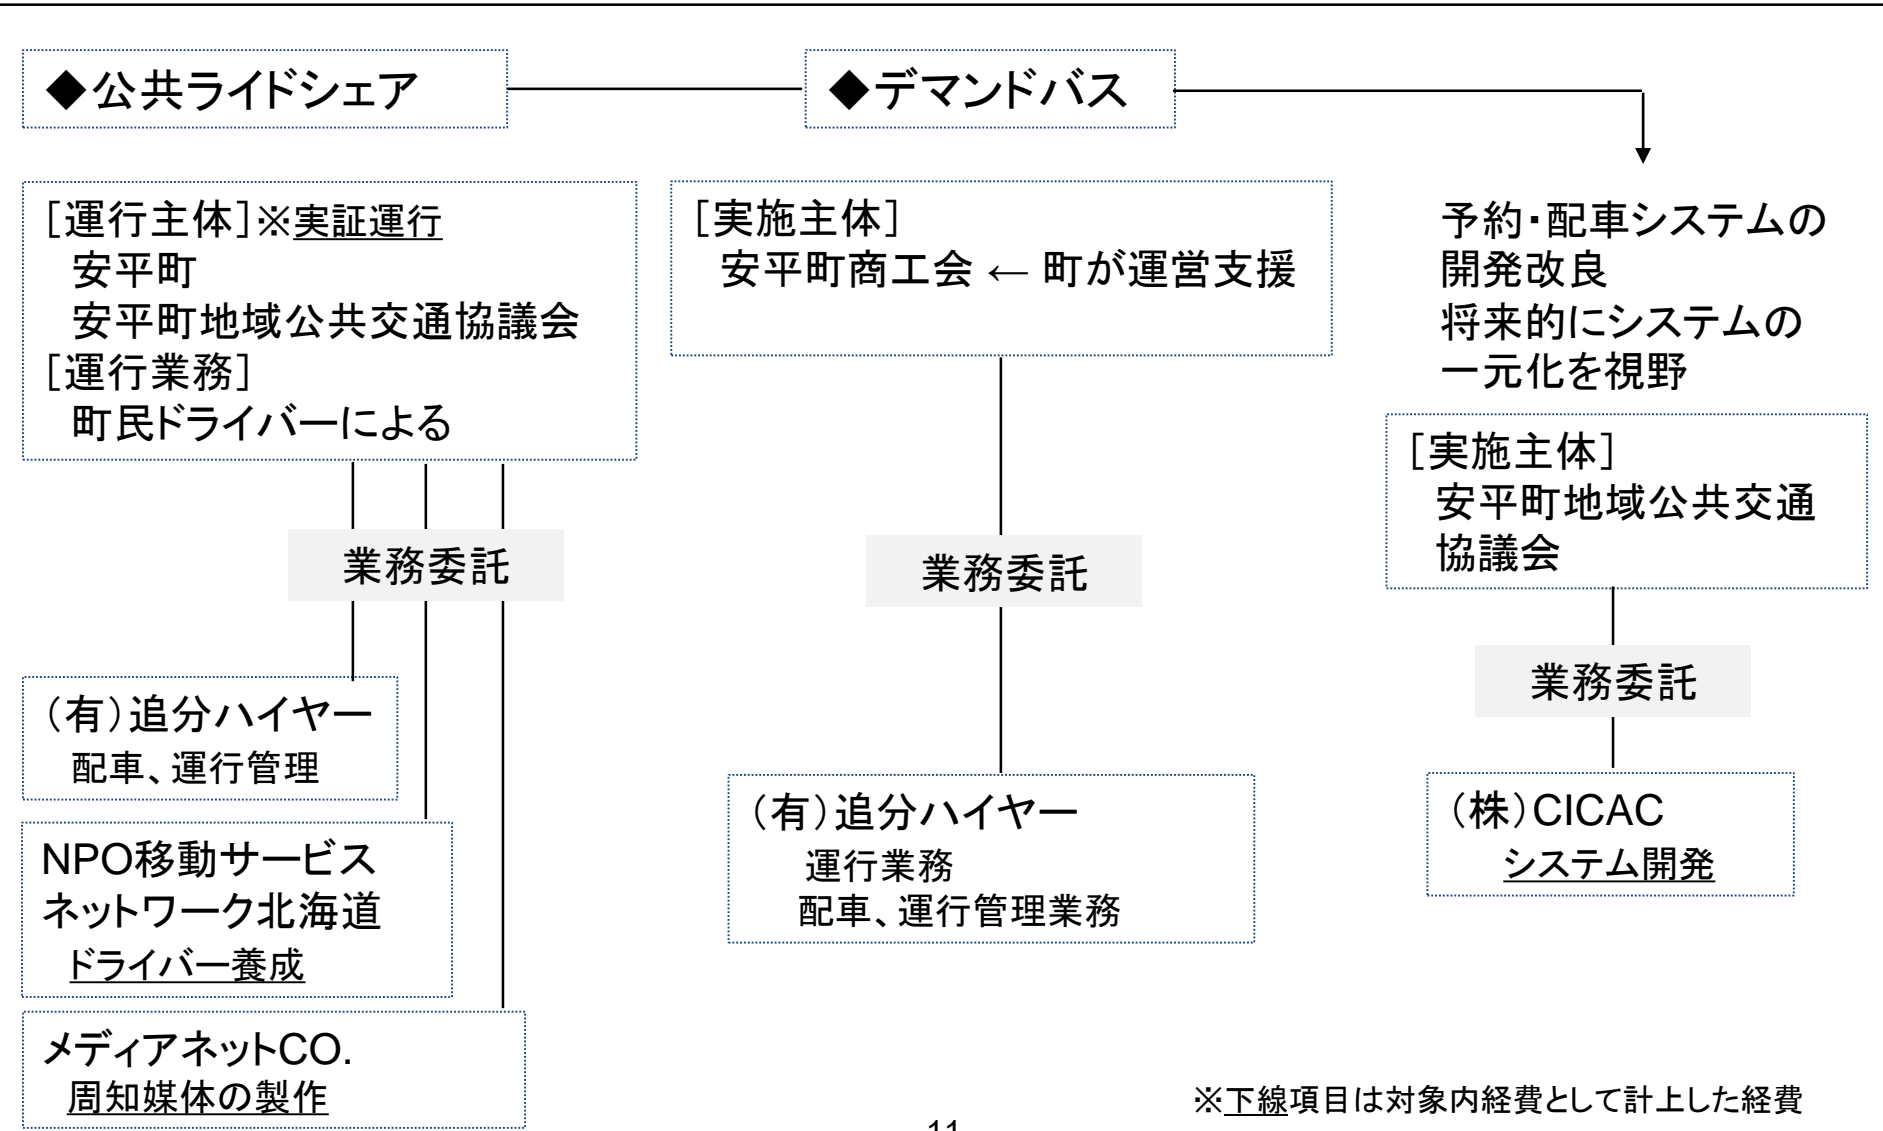 ◆公共ライドシェア
◆デマンドバス
[運行主体]※実証運行
安平町
安平町地域公共交通協議会
[運行業務]
町民ドライバーによる
業務委託
(有)追分ハイヤー
配車、運行管理
NPO移動サービス
ネットワーク北海道
ドライバー養成
メディアネットCO.
周知媒体の製作
[実施主体]
安平町商工会 ← 町が運営支援
業務委託
(有)追分ハイヤー
運行業務
配車、運行管理業務
予約・配車システムの
開発改良
将来的にシステムの
一元化を視野
[実施主体]
安平町地域公共交通
協議会
業務委託
(株)CICAC
システム開発
※下線項目は対象内経費として計上した経費
11